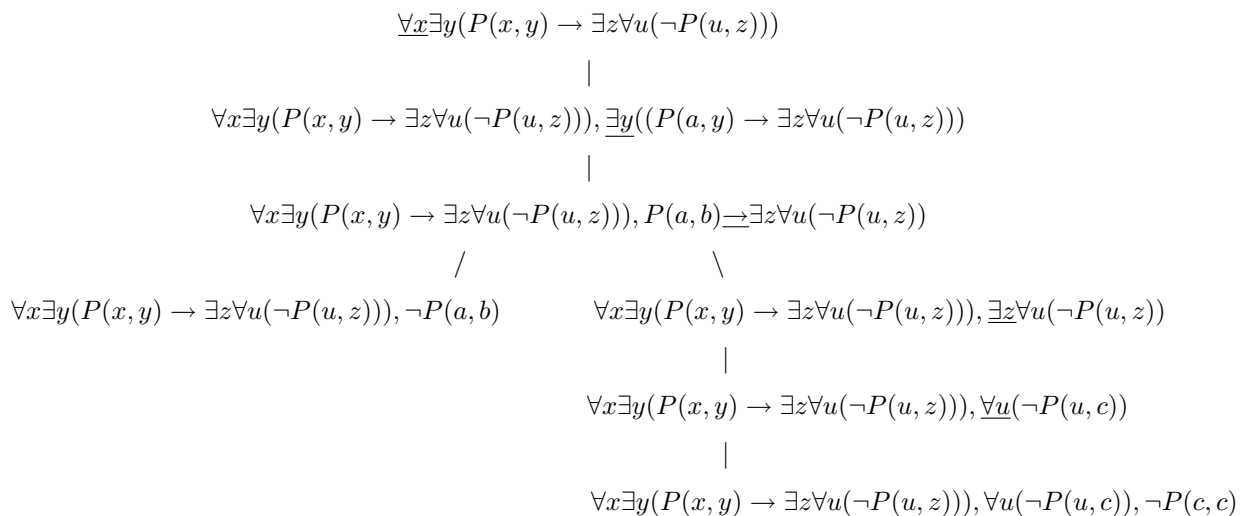 ∀x∃y(P(x, y) → ∃z∀u(¬P(u, z)))
|
∀x∃y(P(x, y) → ∃z∀u(¬P(u, z))), ∃y((P(a, y) → ∃z∀u(¬P(u, z)))
|
∀x∃y(P(x, y) → ∃z∀u(¬P(u, z))), P(a, b)→∃z∀u(¬P(u, z))
/ \
∀x∃y(P(x, y) → ∃z∀u(¬P(u, z))), ¬P(a, b) ∀x∃y(P(x, y) → ∃z∀u(¬P(u, z))), ∃z∀u(¬P(u, z))
|
∀x∃y(P(x, y) → ∃z∀u(¬P(u, z))), ∀u(¬P(u, c))
|
∀x∃y(P(x, y) → ∃z∀u(¬P(u, z))), ∀u(¬P(u, c)), ¬P(c, c)